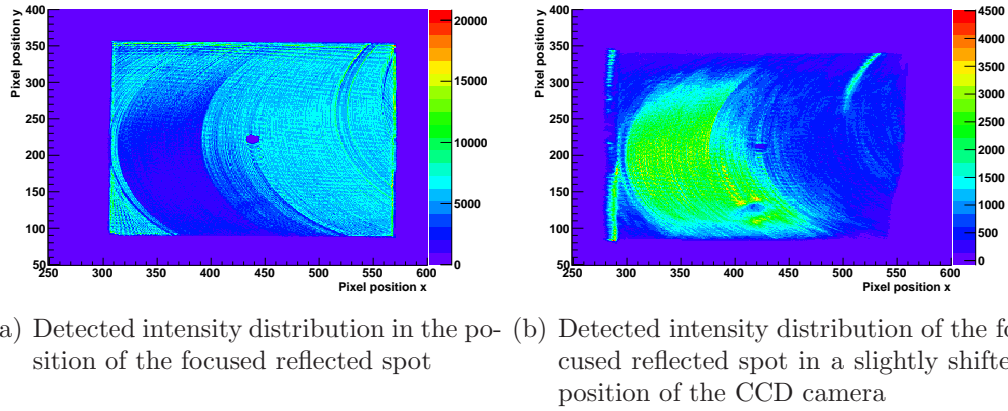 400
350
300
250
200
150
100
50
250 300 350 400 450 500 550 600
Pixel position x
Pixel position y
20000
15000
10000
5000
0
400
350
300
250
200
150
100
50
250 300 350 400 450 500 550 600
Pixel position x
Pixel position y
4500
4000
3500
3000
2500
2000
1500
1000
500
0
a) Detected intensity distribution in the po-
sition of the focused reflected spot
(b) Detected intensity distribution of the fo
cused reflected spot in a slightly shifte
position of the CCD camera